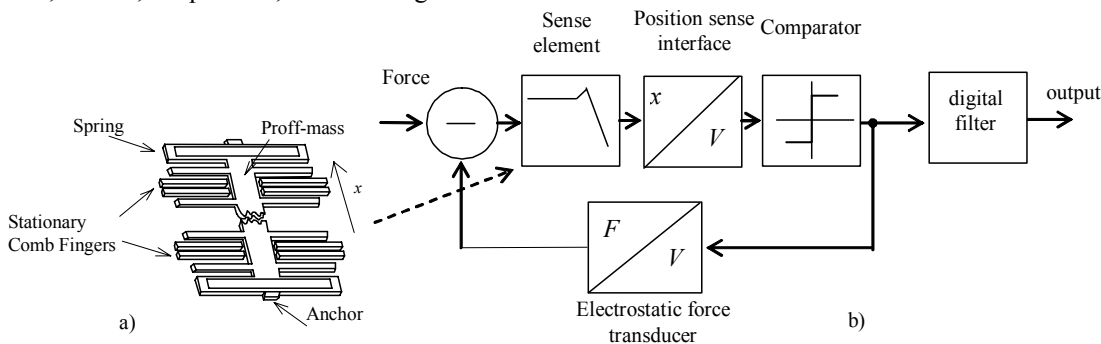 Sense
element
Position sense
interface
Comparator
Force
x
V
digital
filter
output
Spring
Proff-mass
x
Stationary
Comb Fingers
F
V
Electrostatic force
transducer
Anchor
a)
b)